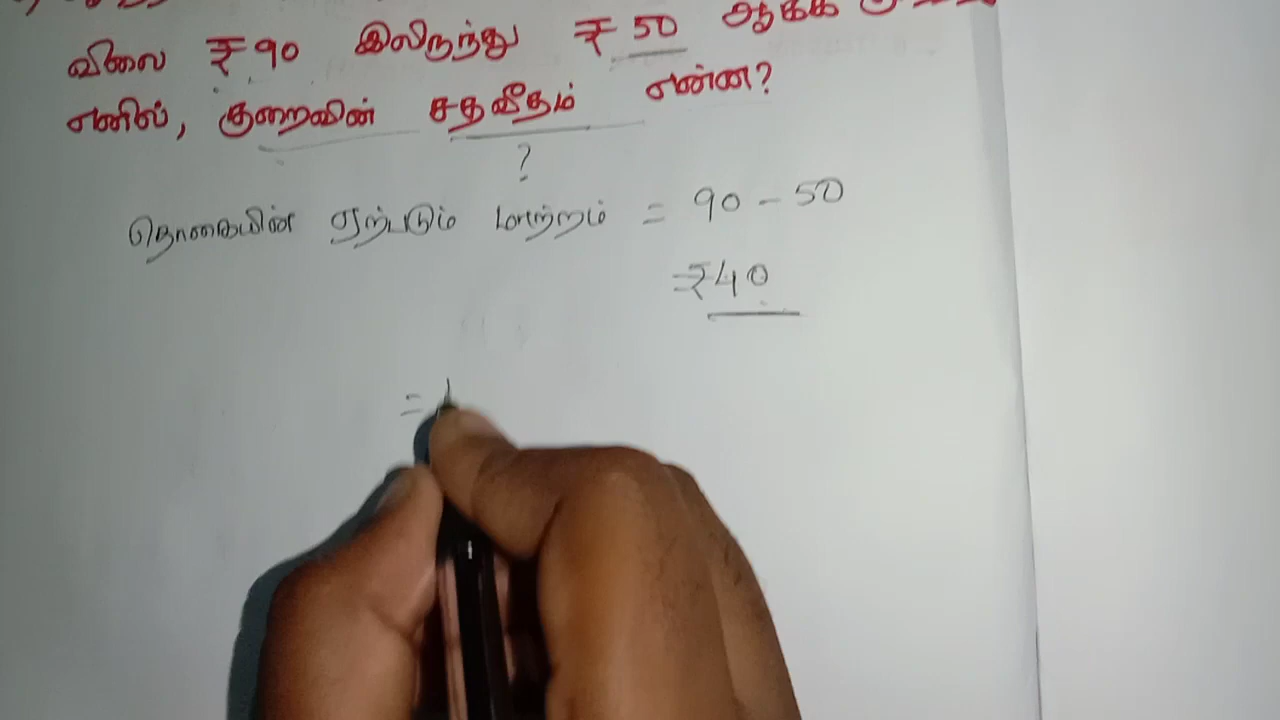 விலை ₹ 90 இலிருந்து ₹ 50 ஆகக்
எனில், குறைவின் சதவீதம் என்ன?
?
தொகையின் ஏற்படும் மாற்றம் = 90 - 50
= ₹40
=